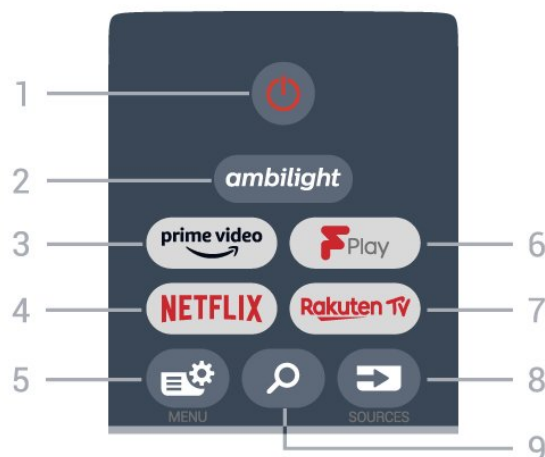 1
2 ambilight
3 prime video F Play 6
4 NETFLIX Rakuten TV 7
5 8
MENU SOURCES
9